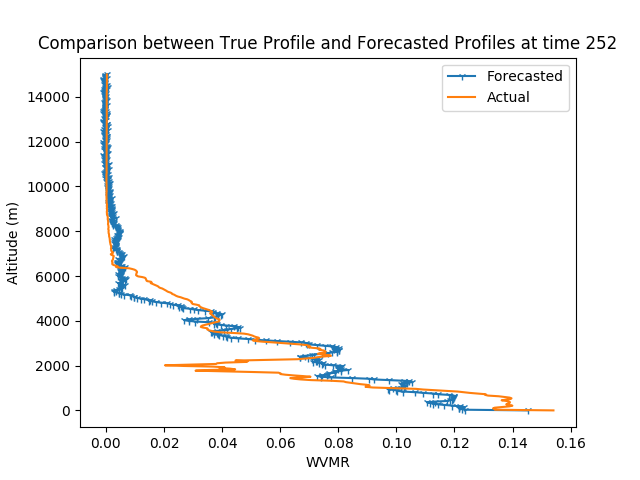 Comparison between True Profile and Forecasted Profiles at time 252
Forecasted
Actual
14000
12000
10000
8000
6000
4000
2000
0
Altitude (m)
0.00 0.02 0.04 0.06 0.08 0.10 0.12 0.14 0.16
WVMR